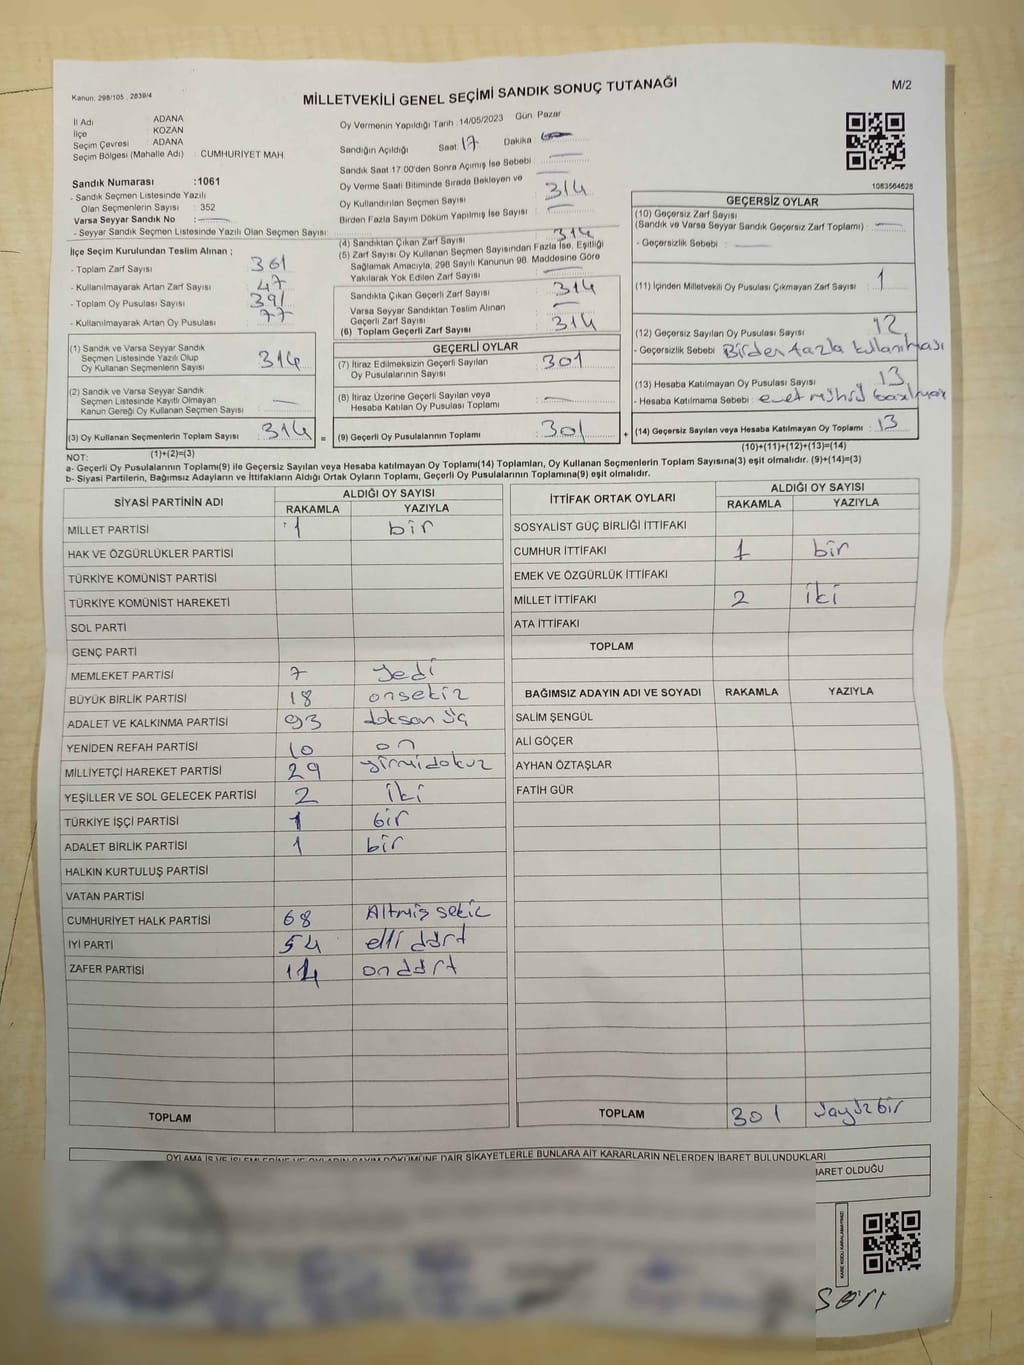 Kanun: 298/105 , 2839/4
MİLLETVEKİLİ GENEL SEÇİMİ SANDIK SONUÇ TUTANAĞI
M/2
İl Adı ADANA
İlçe KOZAN
Seçim Çevresi ADANA
Seçim Bölgesi (Mahalle Adı) : CUMHURİYET MAH
Sandık Numarası :1061
- Sandık Seçmen Listesinde Yazılı
Olan Seçmenlerin Sayısı : 352
Varsa Seyyar Sandık No :
- Seyyar Sandık Seçmen Listesinde Yazılı Olan Seçmen Sayısı:
Oy Vermenin Yapıldığı Tarih :14/05/2023 Gün Pazar
Sandığın Açıldığı Saat 17 Dakika
Sandık Saat 17:00'den Sonra Açımış İse Sebebi :
Oy Verme Saati Bitiminde Sırada Bekleyen ve
Oy Kullandırılan Seçmen Sayısı : 314
Birden Fazla Sayım Döküm Yapılmış İse Sayısı :
1063564628
İlçe Seçim Kurulundan Teslim Alınan ;
- Toplam Zarf Sayısı : 361
- Kullanılmayarak Artan Zarf Sayısı : 47
- Toplam Oy Pusulası Sayısı : 391
- Kullanılmayarak Artan Oy Pusulası : 77
(4) Sandıktan Çıkan Zarf Sayısı : 314
(5) Zarf Sayısı Oy Kullanan Seçmen Sayısından Fazla İse, Eşitliği
Sağlamak Amacıyla, 298 Sayılı Kanunun 98. Maddesine Göre
Yakılarak Yok Edilen Zarf Sayısı :
Sandıkta Çıkan Geçerli Zarf Sayısı : 314
Varsa Seyyar Sandıktan Teslim Alınan
Geçerli Zarf Sayısı :
(6) Toplam Geçerli Zarf Sayısı : 314
(1) Sandık ve Varsa Seyyar Sandık
Seçmen Listesinde Yazılı Olup
Oy Kullanan Seçmenlerin Sayısı : 314
(2) Sandık ve Varsa Seyyar Sandık
Seçmen Listesinde Kayıtlı Olmayan
Kanun Gereği Oy Kullanan Seçmen Sayısı :
(3) Oy Kullanan Seçmenlerin Toplam Sayısı : 314 =
(1)+(2)=(3)
GEÇERLİ OYLAR
(7) İtiraz Edilmeksizin Geçerli Sayılan
Oy Pusulalarının Sayısı : 301
(8) İtiraz Üzerine Geçerli Sayılan veya
Hesaba Katılan Oy Pusulası Toplamı :
(9) Geçerli Oy Pusulalarının Toplamı : 301 +
GEÇERSİZ OYLAR
(10) Geçersiz Zarf Sayısı
(Sandık ve Varsa Seyyar Sandık Geçersiz Zarf Toplamı) :
- Geçersizlik Sebebi :
(11) İçinden Milletvekili Oy Pusulası Çıkmayan Zarf Sayısı : 1
(12) Geçersiz Sayılan Oy Pusulası Sayısı : 12
- Geçersizlik Sebebi : Birden fazla kullanılması
(13) Hesaba Katılmayan Oy Pusulası Sayısı : 13
- Hesaba Katılmama Sebebi : evet mührü
(14) Geçersiz Sayılan veya Hesaba Katılmayan Oy Toplamı : 13
(10)+(11)+(12)+(13)=(14)
NOT:
a- Geçerli Oy Pusulalarının Toplamı(9) ile Geçersiz Sayılan veya Hesaba katılmayan Oy Toplamı(14) Toplamları, Oy Kullanan Seçmenlerin Toplam Sayısına(3) eşit olmalıdır. (9)+(14)=(3)
b- Siyasi Partilerin, Bağımsız Adayların ve İttifakların Aldığı Oyların Toplamı, Geçerli Oy Pusulalarının Toplamına(9) eşit olmalıdır.
SİYASİ PARTİNİN ADI ALDIĞI OY SAYISI
RAKAMLA YAZIYLA
MİLLET PARTİSİ 1 bir
HAK VE ÖZGÜRLÜKLER PARTİSİ
TÜRKİYE KOMÜNİST PARTİSİ
TÜRKİYE KOMÜNİST HAREKETİ
SOL PARTİ
GENÇ PARTİ
MEMLEKET PARTİSİ 7 yedi
BÜYÜK BİRLİK PARTİSİ 18 onsekiz
ADALET VE KALKINMA PARTİSİ 93 doksan üç
YENİDEN REFAH PARTİSİ 10 on
MİLLİYETÇİ HAREKET PARTİSİ 29 yirmidokuz
YEŞİLLER VE SOL GELECEK PARTİSİ 2 iki
TÜRKİYE İŞÇİ PARTİSİ 1 bir
ADALET BİRLİK PARTİSİ 1 bir
HALKIN KURTULUŞ PARTİSİ
VATAN PARTİSİ
CUMHURİYET HALK PARTİSİ 68 Altmış sekiz
İYİ PARTİ 54 elli dört
ZAFER PARTİSİ 14 on dört
TOPLAM
İTTİFAK ORTAK OYLARI ALDIĞI OY SAYISI
RAKAMLA YAZIYLA
SOSYALİST GÜÇ BİRLİĞİ İTTİFAKI
CUMHUR İTTİFAKI 1 bir
EMEK VE ÖZGÜRLÜK İTTİFAKI
MİLLET İTTİFAKI 2 iki
ATA İTTİFAKI
TOPLAM
BAĞIMSIZ ADAYIN ADI VE SOYADI RAKAMLA YAZIYLA
SALİM ŞENGÜL
ALİ GÖÇER
AYHAN ÖZTAŞLAR
FATİH GÜR
TOPLAM 301 üçyüzbir
OYLAMA İŞ VE İŞLEMLERİNE VE OYLARIN SAYIM DÖKÜMÜNE DAİR ŞİKAYETLERLE BUNLARA AİT KARARLARIN NELERDEN İBARET BULUNDUKLARI
BARET OLDUĞU
KARE KODU KARALAMAYINIZ!